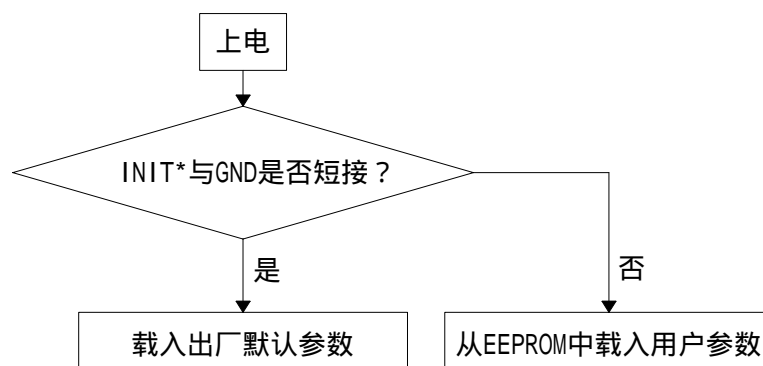 上电
INIT*与GND是否短接？
是
否
载入出厂默认参数
从EEPROM中载入用户参数